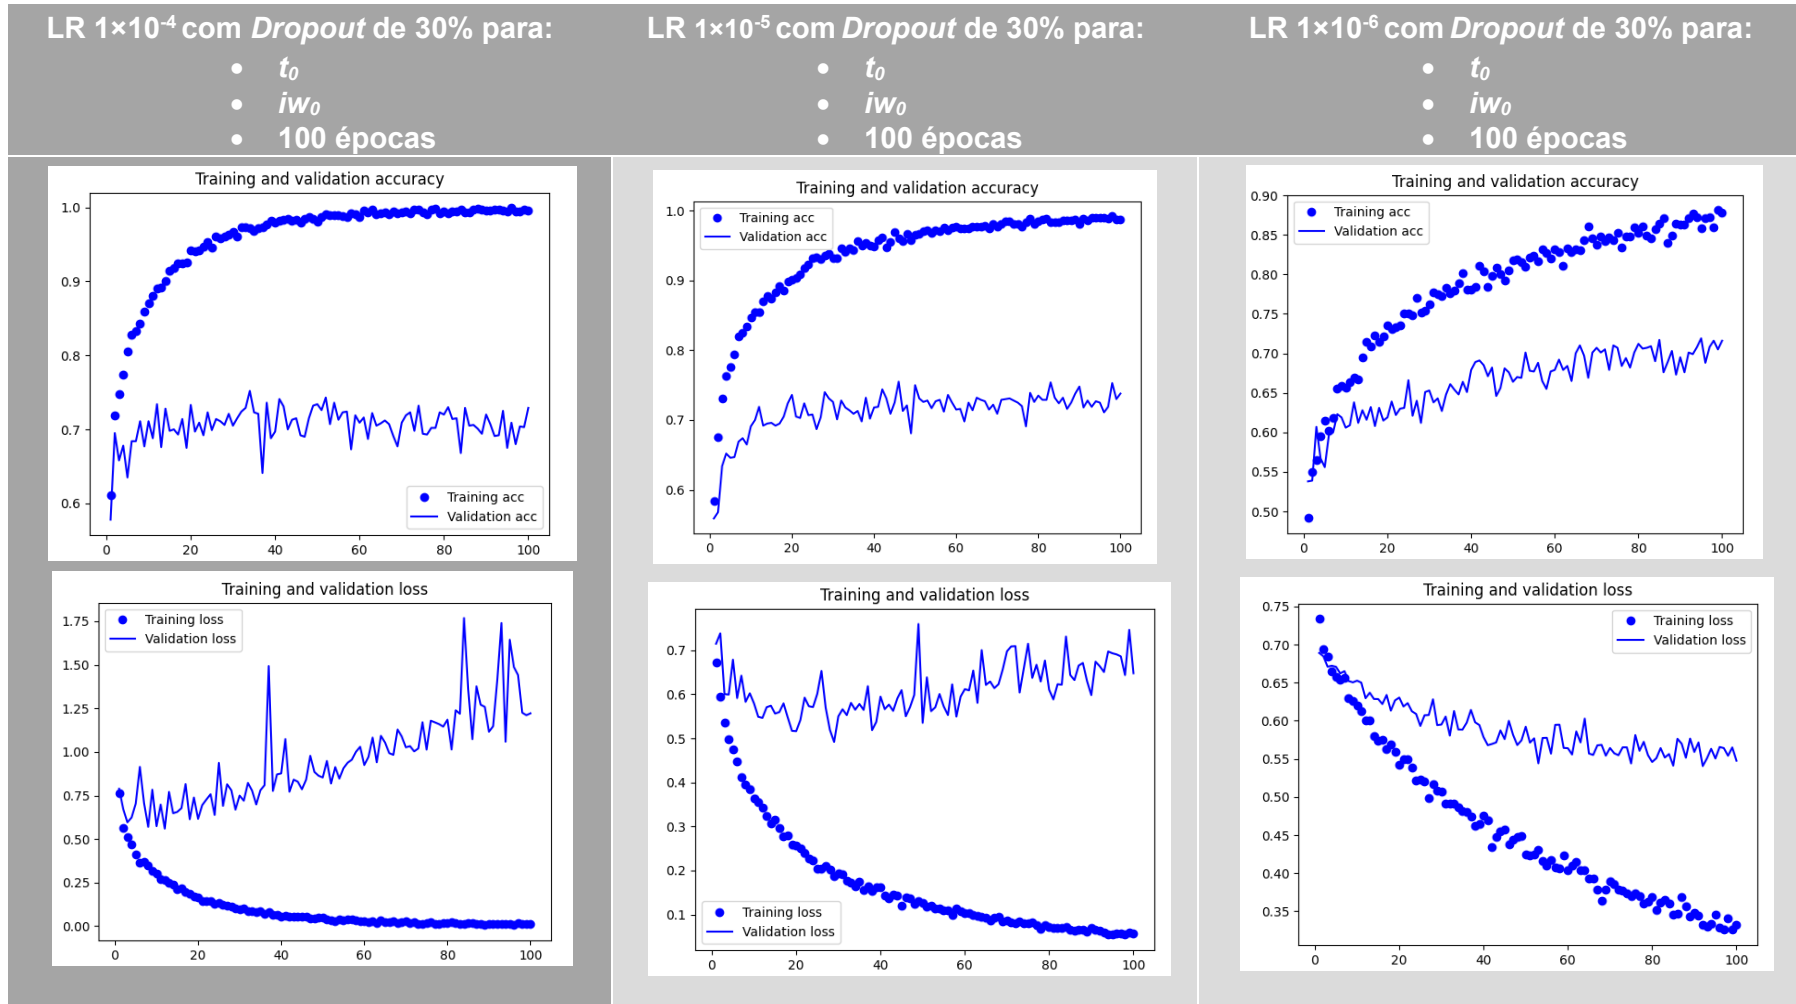 LR 1×10-4 com Dropout de 30% para:
• t0
• iw0
• 100 épocas
LR 1×10-5 com Dropout de 30% para:
• t0
• iw0
• 100 épocas
LR 1×10-6 com Dropout de 30% para:
• t0
• iw0
• 100 épocas
Training and validation accuracy
1.0
0.9
0.8
0.7
0.6
Training acc
Validation acc
0 20 40 60 80 100
Training and validation accuracy
Training acc
Validation acc
1.0
0.9
0.8
0.7
0.6
0 20 40 60 80 100
Training and validation accuracy
Training acc
Validation acc
0.90
0.85
0.80
0.75
0.70
0.65
0.60
0.55
0.50
0 20 40 60 80 100
Training and validation loss
Training loss
Validation loss
1.75
1.50
1.25
1.00
0.75
0.50
0.25
0.00
0 20 40 60 80 100
Training and validation loss
0.7
0.6
0.5
0.4
0.3
0.2
0.1
Training loss
Validation loss
0 20 40 60 80 100
Training and validation loss
Training loss
Validation loss
0.75
0.70
0.65
0.60
0.55
0.50
0.45
0.40
0.35
0 20 40 60 80 100